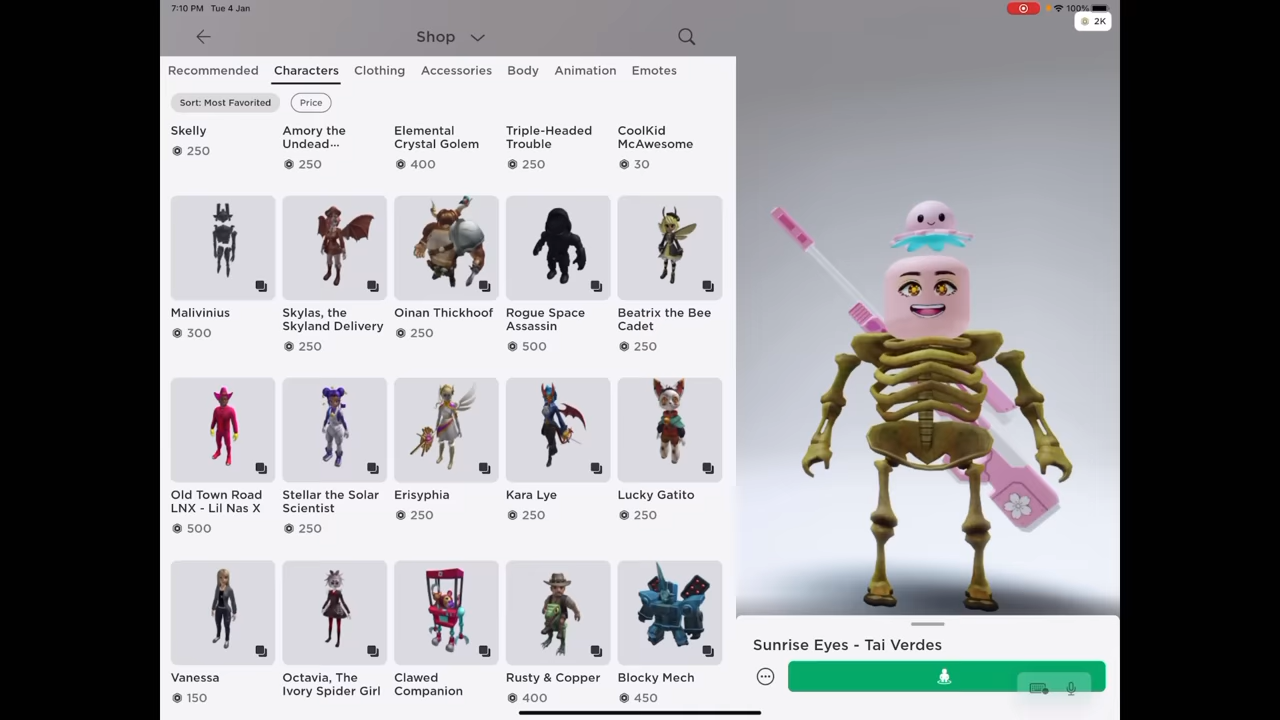 7:10 PM Tue 4 Jan
100%
2K
Shop
Recommended Characters Clothing Accessories Body Animation Emotes
Sort: Most Favorited Price
Skelly
250
Amory the
Undead...
250
Elemental
Crystal Golem
400
Triple-Headed
Trouble
250
CoolKid
McAwesome
30
Malivinius
300
Skylas, the
Skyland Delivery
250
Oinan Thickhoof
250
Rogue Space
Assassin
500
Beatrix the Bee
Cadet
250
Old Town Road
LNX - Lil Nas X
500
Stellar the Solar
Scientist
250
Erisyphia
250
Kara Lye
250
Lucky Gatito
250
Vanessa
150
Octavia, The
Ivory Spider Girl
Clawed
Companion
Rusty & Copper
400
Blocky Mech
450
Sunrise Eyes - Tai Verdes